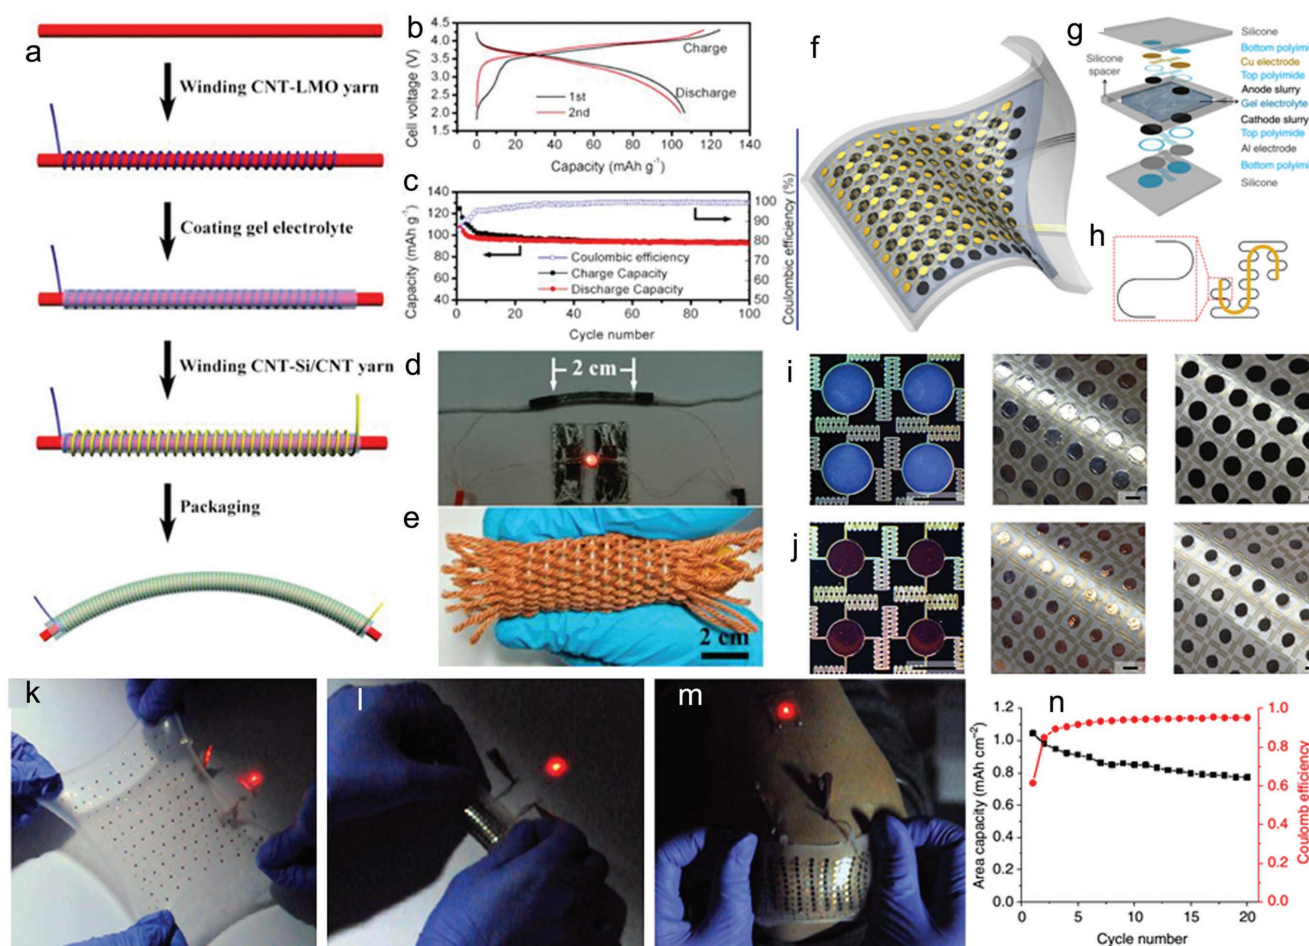 a
Winding CNT-LMO yarn
Coating gel electrolyte
Winding CNT-Si/CNT yarn
Packaging
b
Cell voltage (V)
4.5
4.0
3.5
3.0
2.5
2.0
1.5
Charge
Discharge
1st
2nd
0 20 40 60 80 100 120 140
Capacity (mAh g⁻¹)
c
Capacity (mAh g⁻¹)
140
120
100
80
60
40
Coulombic efficiency
Charge Capacity
Discharge Capacity
100
90
80
70
60
50
Coulombic efficiency (%)
0 20 40 60 80 100
Cycle number
d
2 cm
e
2 cm
f
g
Silicone
Bottom polyimid
Cu electrode
Top polyimide
Anode slurry
Gel electrolyte
Cathode slurry
Top polyimide
Al electrode
Bottom polyimi
Silicone
Silicone
spacer
h
i
j
k
l
m
n
Area capacity (mAh cm⁻²)
1.2
1.0
0.8
0.6
0.4
0.2
0.0
1.0
0.8
0.6
0.4
0.2
0.0
Coulomb efficiency
0 5 10 15 20
Cycle number